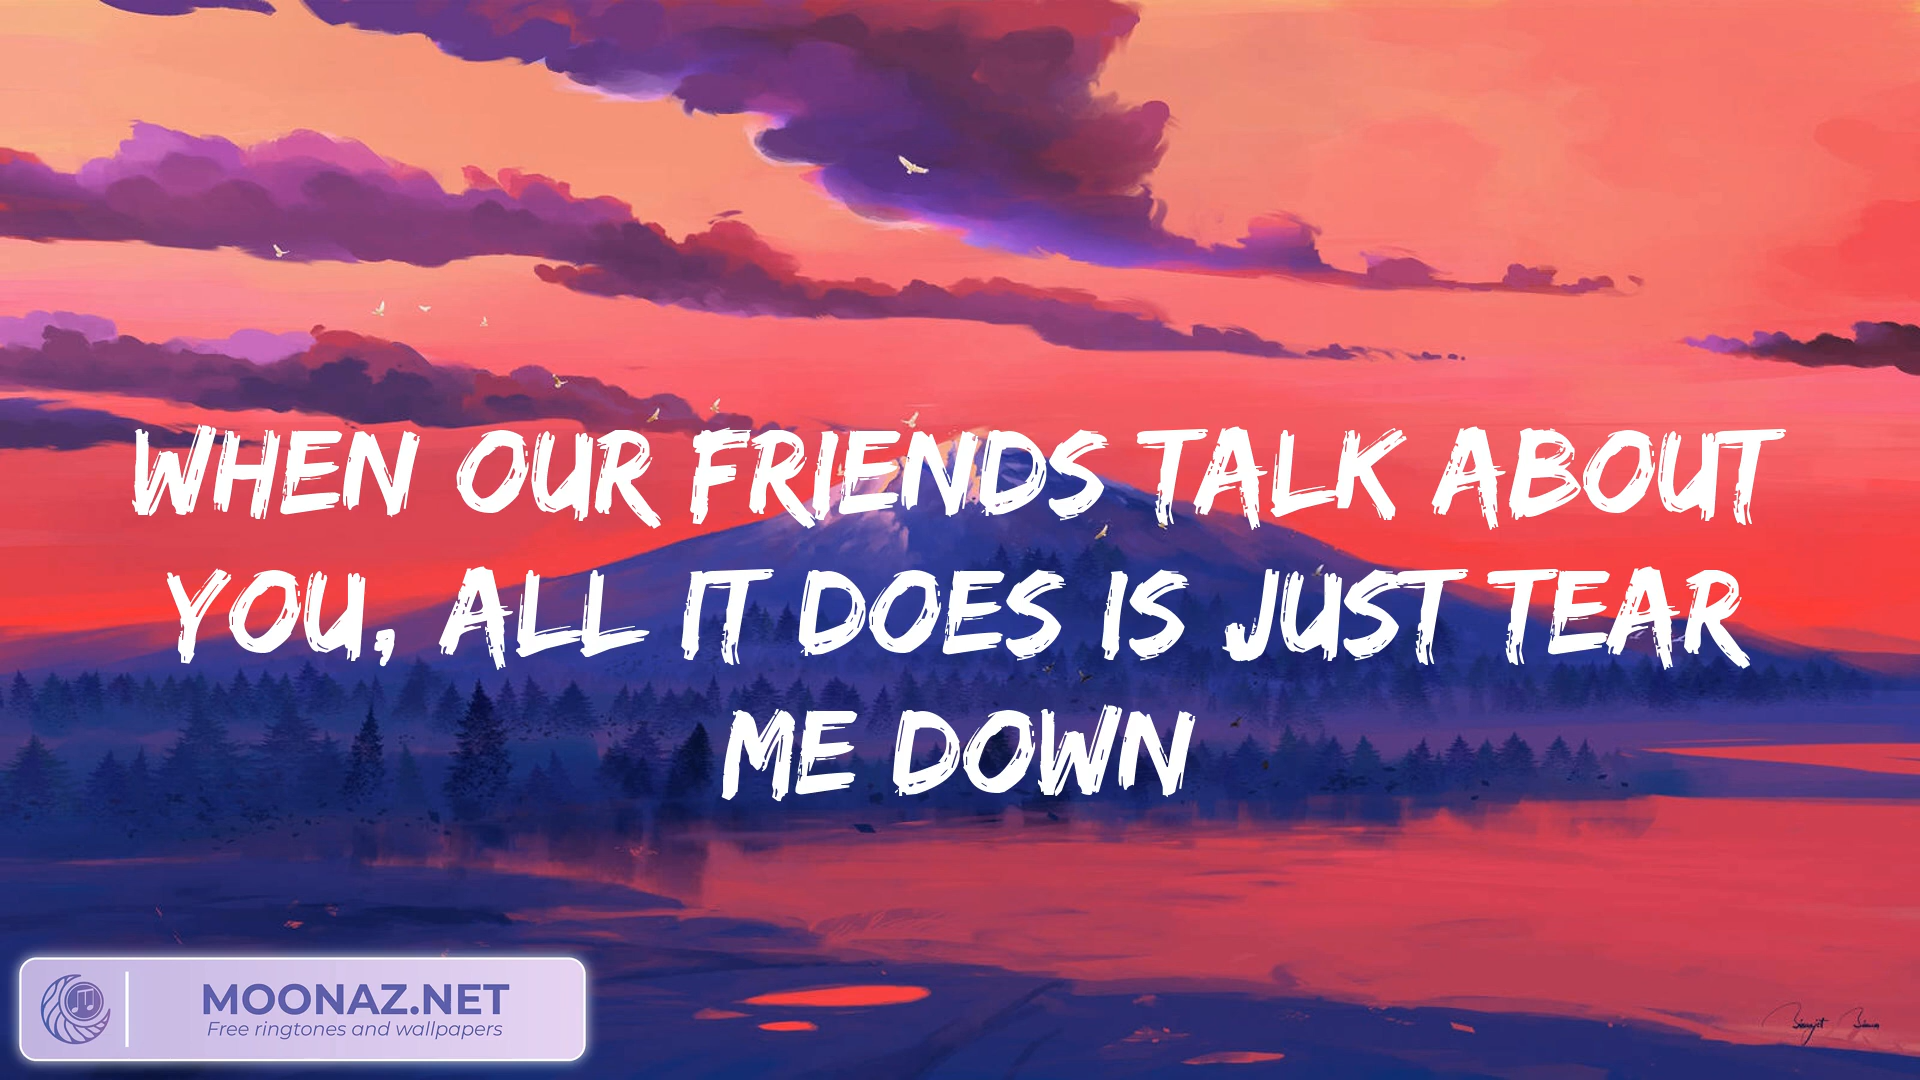 WHEN OUR FRIENDS TALK ABOUT
YOU, ALL IT DOES IS JUST TEAR
ME DOWN
MOONAZ.NET
Free ringtones and wallpapers